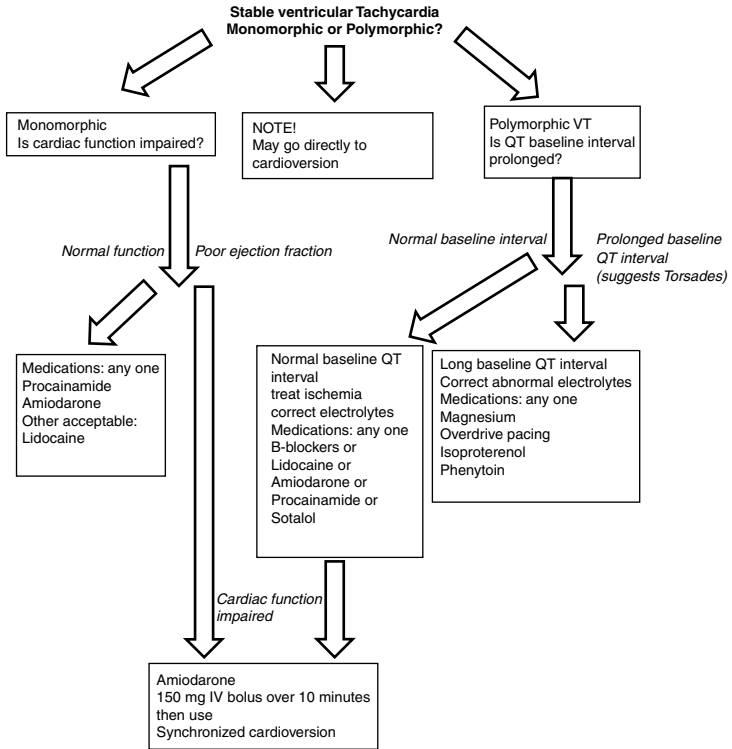 Stable ventricular Tachycardia
Monomorphic or Polymorphic?
Monomorphic
Is cardiac function impaired?
NOTE!
May go directly to
cardioversion
Polymorphic VT
Is QT baseline interval
prolonged?
Normal function
Poor ejection fraction
Normal baseline interval
Prolonged baseline
QT interval
(suggests Torsades)
Medications: any one
Procainamide
Amiodarone
Other acceptable:
Lidocaine
Normal baseline QT
interval
treat ischemia
correct electrolytes
Medications: any one
B-blockers or
Lidocaine or
Amiodarone or
Procainamide or
Sotalol
Long baseline QT interval
Correct abnormal electrolytes
Medications: any one
Magnesium
Overdrive pacing
Isoproterenol
Phenytoin
Cardiac function
impaired
Amiodarone
150 mg IV bolus over 10 minutes
then use
Synchronized cardioversion